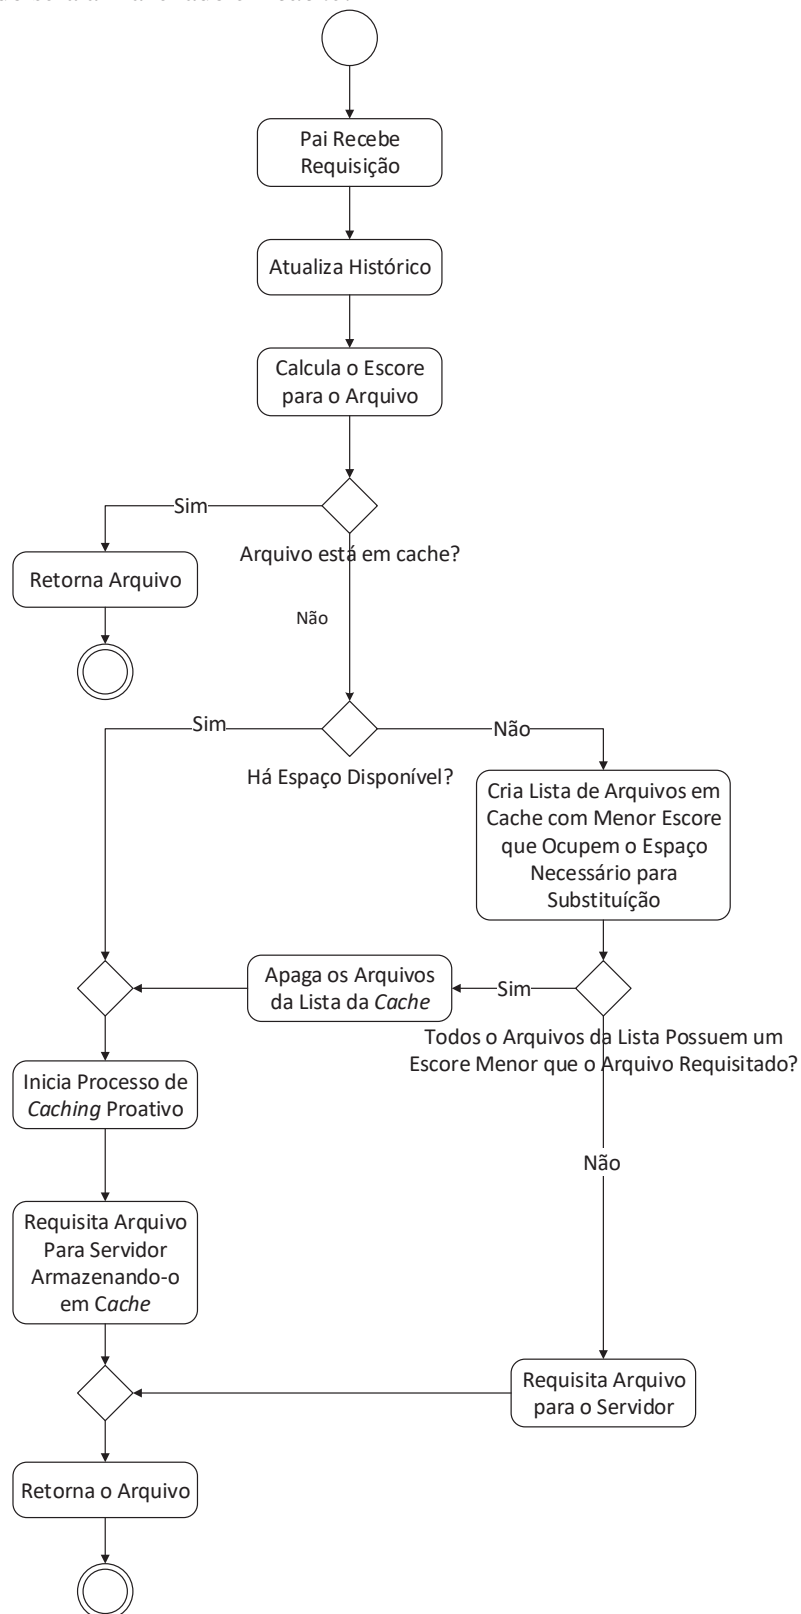 Pai Recebe
Requisição
Atualiza Histórico
Calcula o Escore
para o Arquivo
Sim
Arquivo está em cache?
Retorna Arquivo
Não
Sim
Não
Há Espaço Disponível?
Cria Lista de Arquivos em
Cache com Menor Escore
que Ocupem o Espaço
Necessário para
Substituíção
Apaga os Arquivos
da Lista da Cache
Sim
Todos o Arquivos da Lista Possuem um
Escore Menor que o Arquivo Requisitado?
Inicia Processo de
Caching Proativo
Não
Requisita Arquivo
Para Servidor
Armazenando-o
em Cache
Requisita Arquivo
para o Servidor
Retorna o Arquivo